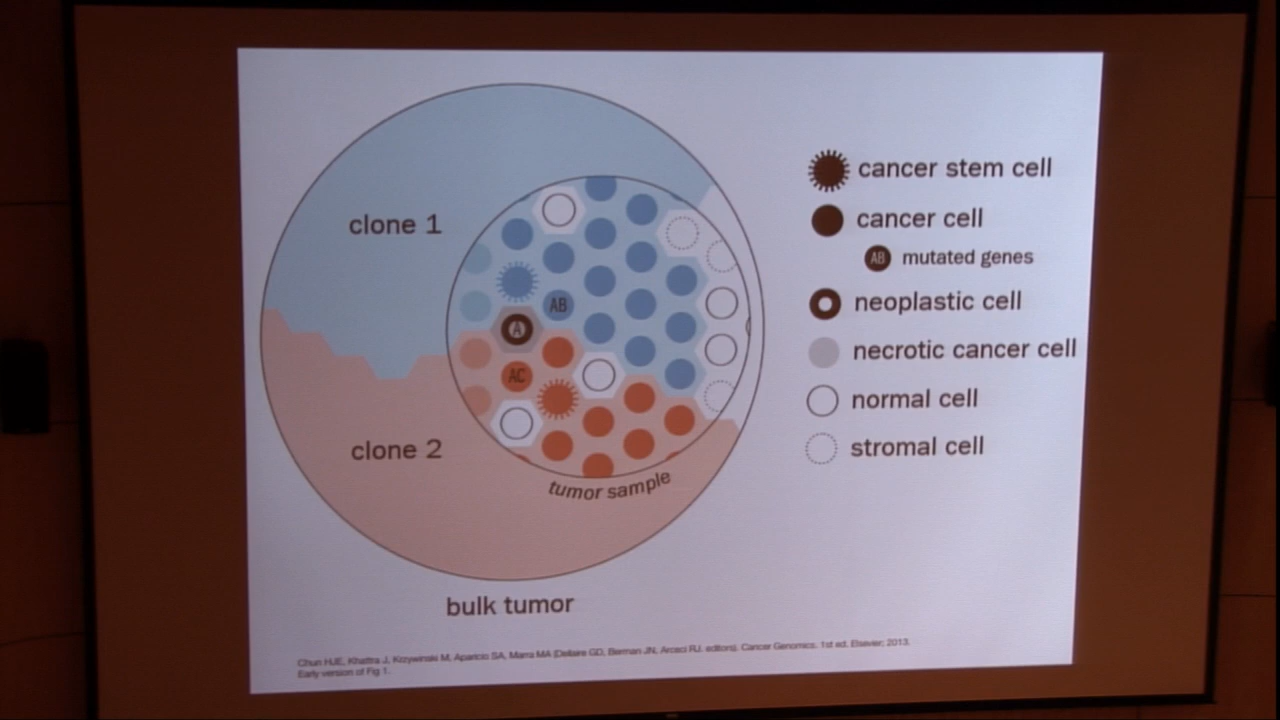 clone 1
AB
A
AC
clone 2
tumor sample
bulk tumor
cancer stem cell
cancer cell
AB mutated genes
neoplastic cell
necrotic cancer cell
normal cell
stromal cell
Chun HJE, Khattra J, Krzywinski M, Aparicio SA, Marra MA (Dellaire GD, Berman JN, Arceci RJ. editors). Cancer Genomics. 1st ed. Elsevier; 2013.
Early version of Fig 1.